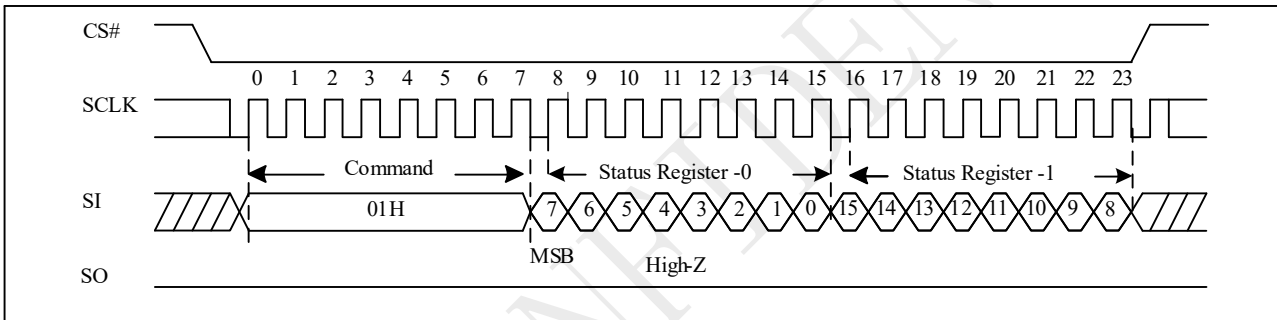 CS#
0 1 2 3 4 5 6 7 8 9 10 11 12 13 14 15 16 17 18 19 20 21 22 23
SCLK
Command Status Register -0 Status Register -1
SI 01H 7 6 5 4 3 2 1 0 15 14 13 12 11 10 9 8
MSB High-Z
SO